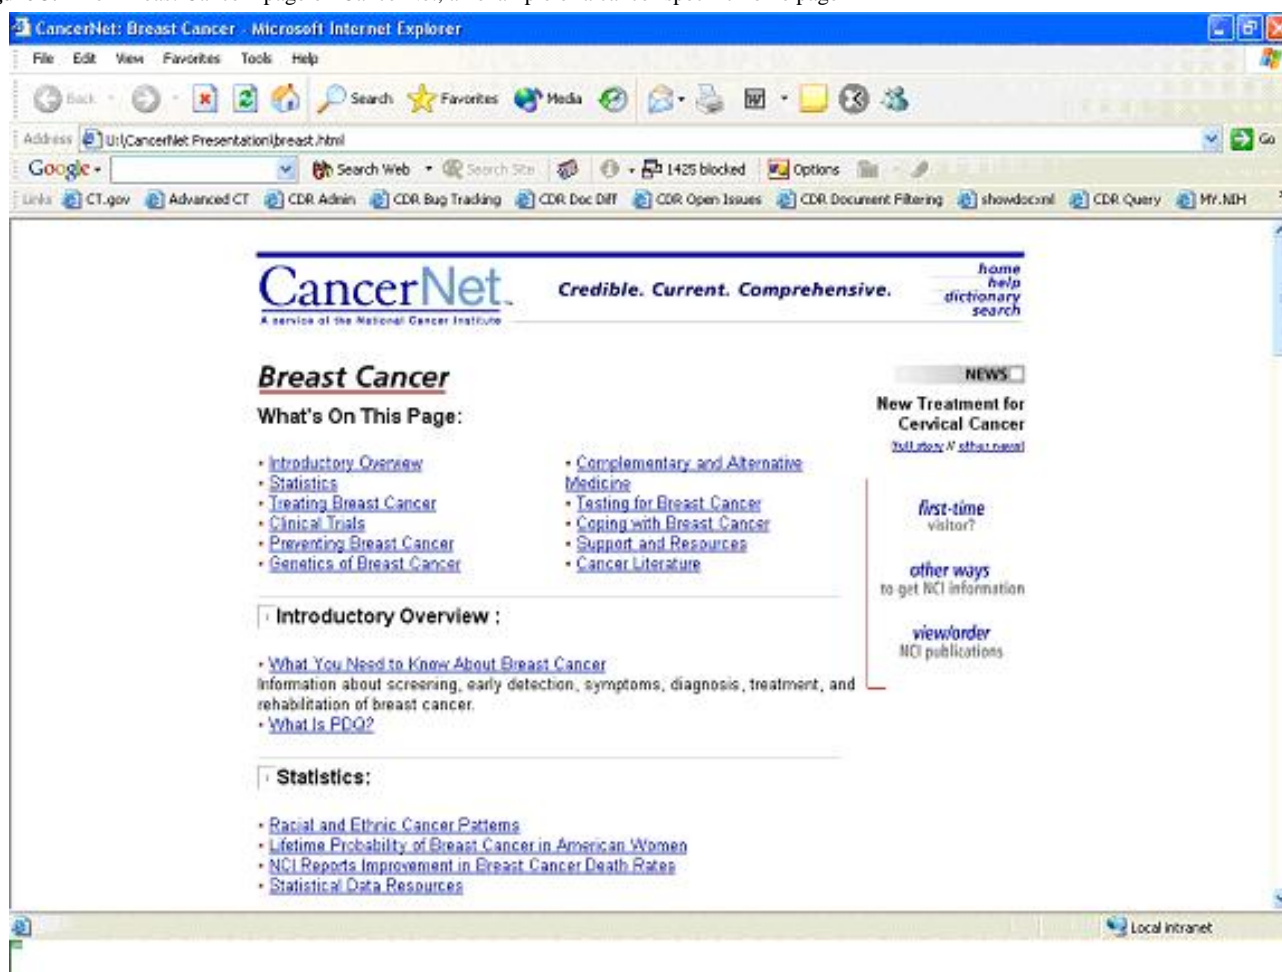 CancerNet: Breast Cancer - Microsoft Internet Explorer
File Edit View Favorites Tools Help
Back Search Favorites Media
Address U:\CancerNet Presentation\breast.html Go
Google Search Web Search Site 1425 blocked Options
Links CT.gov Advanced CT CDR Admin CDR Bug Tracking CDR Doc Diff CDR Open Issues CDR Document Filtering showdocxml CDR Query MY.NIH
CancerNet
A service of the National Cancer Institute
Credible. Current. Comprehensive.
home
help
dictionary
search
Breast Cancer
What's On This Page:
• Introductory Overview
• Statistics
• Treating Breast Cancer
• Clinical Trials
• Preventing Breast Cancer
• Genetics of Breast Cancer
• Complementary and Alternative
Medicine
• Testing for Breast Cancer
• Coping with Breast Cancer
• Support and Resources
• Cancer Literature
NEWS
New Treatment for
Cervical Cancer
full story // other news
first-time
visitor?
other ways
to get NCI information
view/order
NCI publications
Introductory Overview :
• What You Need to Know About Breast Cancer
Information about screening, early detection, symptoms, diagnosis, treatment, and
rehabilitation of breast cancer.
• What Is PDQ?
Statistics:
• Racial and Ethnic Cancer Patterns
• Lifetime Probability of Breast Cancer in American Women
• NCI Reports Improvement in Breast Cancer Death Rates
• Statistical Data Resources
Local intranet